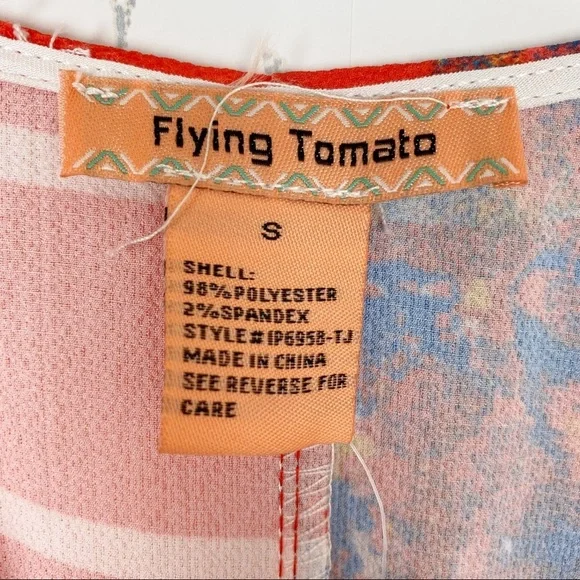 Flying Tomato
S
SHELL:
98%POLYESTER
2%SPANDEX
STYLE#IP6958-TJ
MADE IN CHINA
SEE REVERSE FOR
CARE